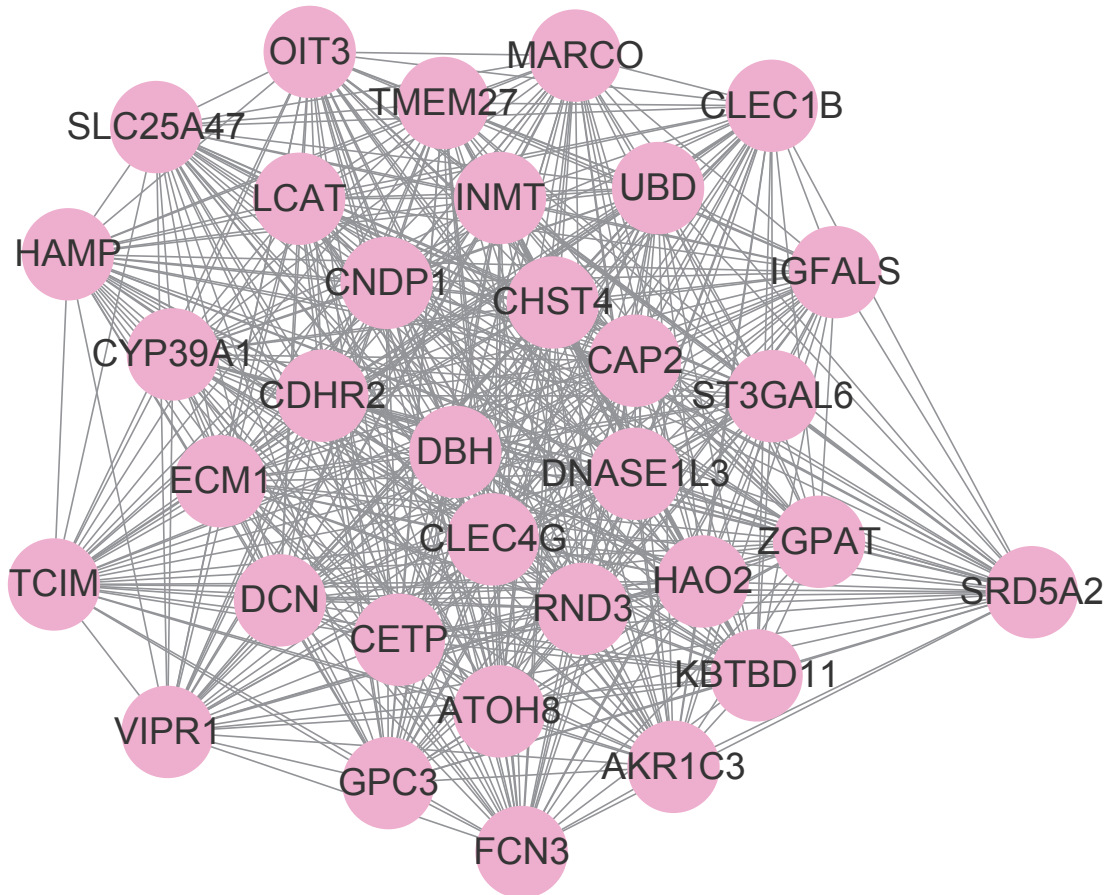 OIT3
MARCO
TMEM27
CLEC1B
SLC25A47
LCAT
INMT
UBD
HAMP
CNDP1
CHST4
IGFALS
CYP39A1
CAP2
CDHR2
ST3GAL6
DBH
DNASE1L3
ECM1
CLEC4G
ZGPAT
TCIM
DCN
RND3
HAO2
SRD5A2
CETP
KBTBD11
VIPR1
ATOH8
GPC3
AKR1C3
FCN3